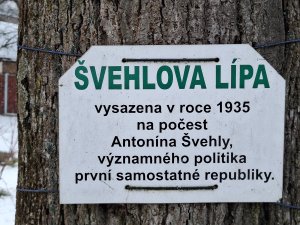 ŠVEHLOVA LÍPA
vysazena v roce 1935
na počest
Antonína Švehly,
významného politika
první samostatné republiky.